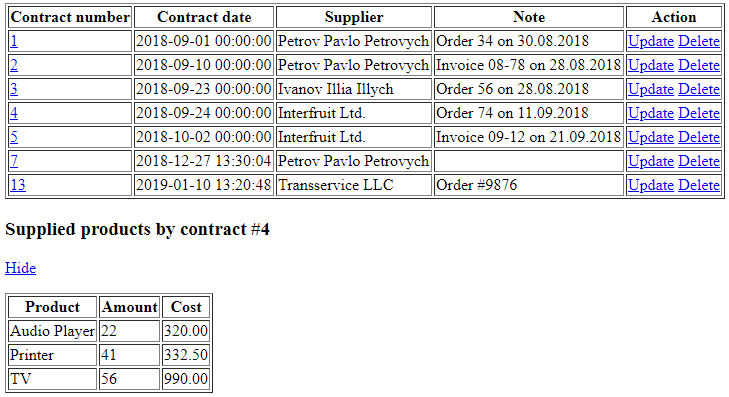 Contract number Contract date Supplier Note Action
1 2018-09-01 00:00:00 Petrov Pavlo Petrovych Order 34 on 30.08.2018 Update Delete
2 2018-09-10 00:00:00 Petrov Pavlo Petrovych Invoice 08-78 on 28.08.2018 Update Delete
3 2018-09-23 00:00:00 Ivanov Illia Illych Order 56 on 28.08.2018 Update Delete
4 2018-09-24 00:00:00 Interfruit Ltd. Order 74 on 11.09.2018 Update Delete
5 2018-10-02 00:00:00 Interfruit Ltd. Invoice 09-12 on 21.09.2018 Update Delete
7 2018-12-27 13:30:04 Petrov Pavlo Petrovych Update Delete
13 2019-01-10 13:20:48 Transservice LLC Order #9876 Update Delete
Supplied products by contract #4
Hide
Product Amount Cost
Audio Player 22 320.00
Printer 41 332.50
TV 56 990.00